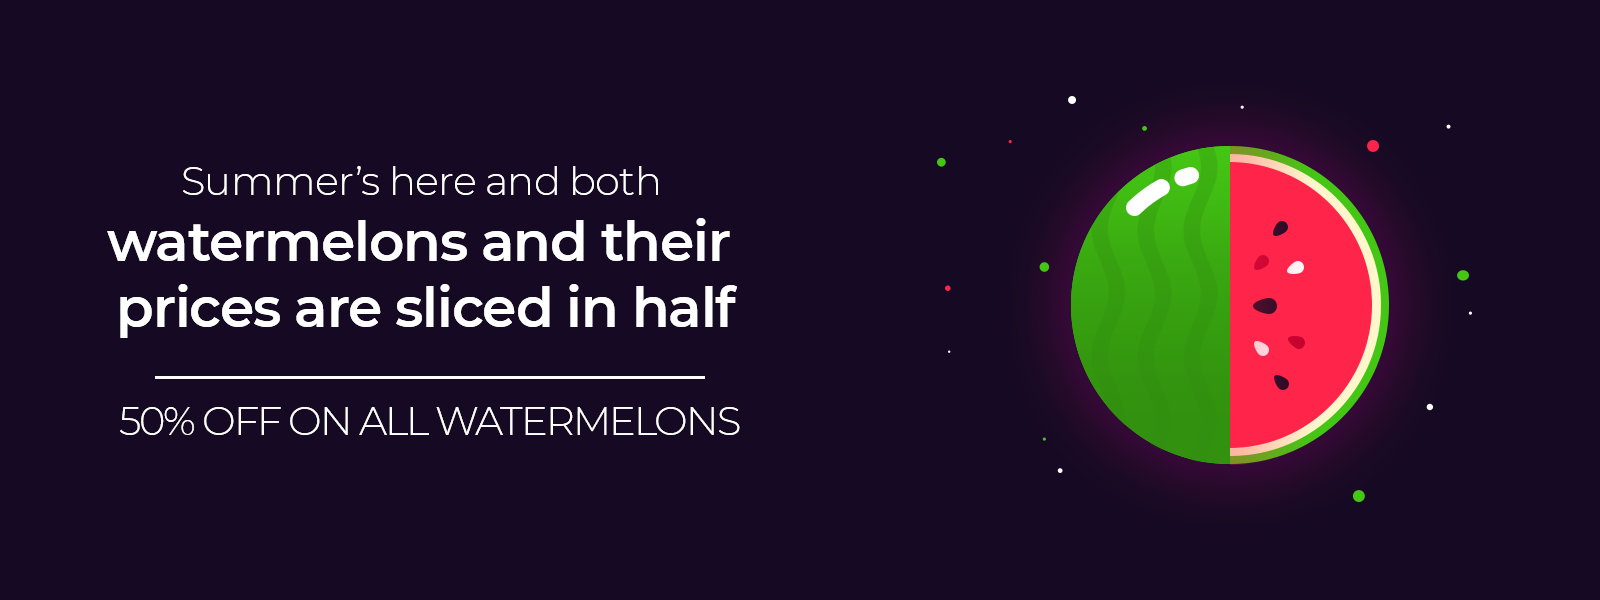 Summer’s here and both
watermelons and their
prices are sliced in half
50% OFF ON ALL WATERMELONS